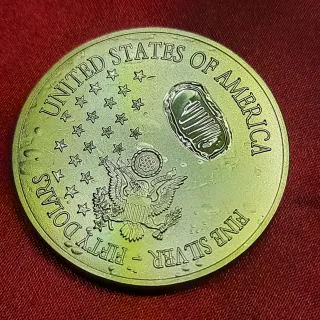 UNITED STATES OF AMERICA
FINE SILVER - FIFTY DOLLARS